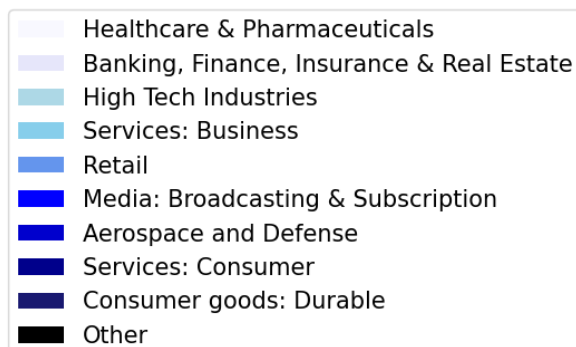 Healthcare & Pharmaceuticals
Banking, Finance, Insurance & Real Estate
High Tech Industries
Services: Business
Retail
Media: Broadcasting & Subscription
Aerospace and Defense
Services: Consumer
Consumer goods: Durable
Other